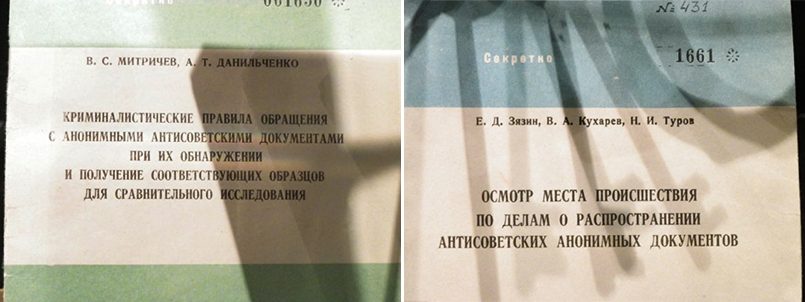 Секретно
001650 ※
В. С. МИТРИЧЕВ, А. Т. ДАНИЛЬЧЕНКО
КРИМИНАЛИСТИЧЕСКИЕ ПРАВИЛА ОБРАЩЕНИЯ
С АНОНИМНЫМИ АНТИСОВЕТСКИМИ ДОКУМЕНТАМИ
ПРИ ИХ ОБНАРУЖЕНИИ
И ПОЛУЧЕНИЕ СООТВЕТСТВУЮЩИХ ОБРАЗЦОВ
ДЛЯ СРАВНИТЕЛЬНОГО ИССЛЕДОВАНИЯ
№ 431
Секретно
1661 ※
Е. Д. Зязин, В. А. Кухарев, Н. И. Туров
ОСМОТР МЕСТА ПРОИСШЕСТВИЯ
ПО ДЕЛАМ О РАСПРОСТРАНЕНИИ
АНТИСОВЕТСКИХ АНОНИМНЫХ ДОКУМЕНТОВ